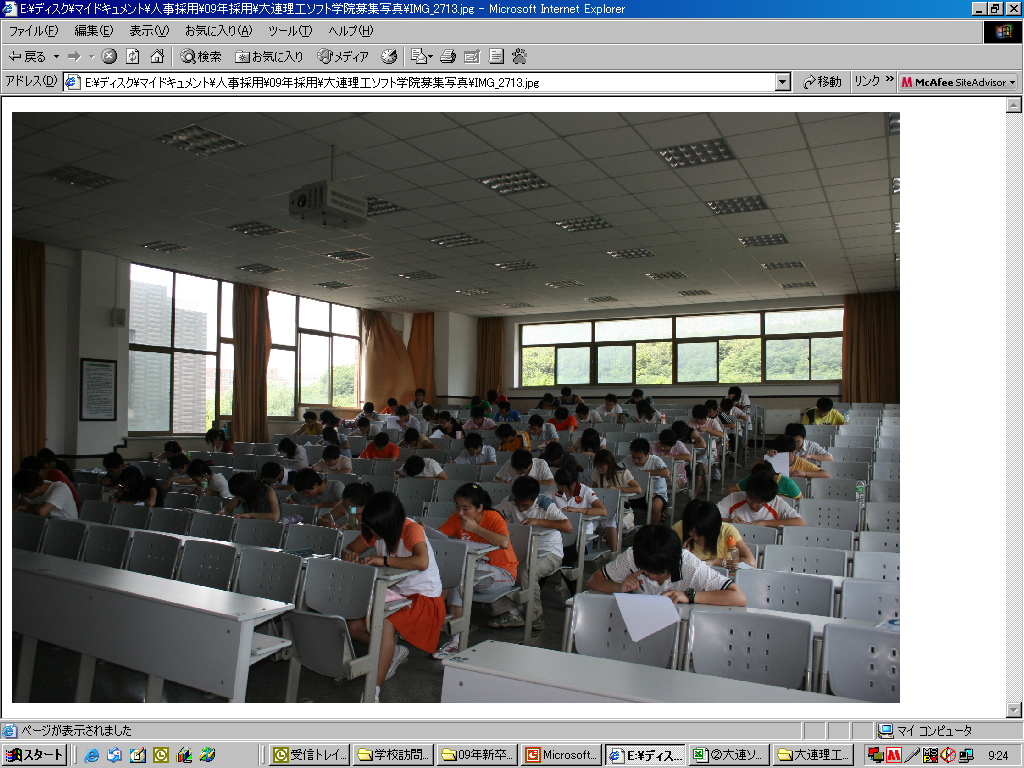 E:¥ディスク¥マイドキュメント¥人事採用¥09年採用¥大連理工ソフト学院募集写真¥IMG_2713.jpg - Microsoft Internet Explorer
ファイル(F) 編集(E) 表示(V) お気に入り(A) ツール(T) ヘルプ(H)
戻る 検索 お気に入り メディア
アドレス(D) E:¥ディスク¥マイドキュメント¥人事採用¥09年採用¥大連理工ソフト学院募集写真¥IMG_2713.jpg 移動 リンク » McAfee SiteAdvisor
ページが表示されました マイ コンピュータ
スタート 受信トレイ... 学校訪問... 09年新卒... Microsoft... E:¥ディス... ②大連ソ... 大連理工... 9:24